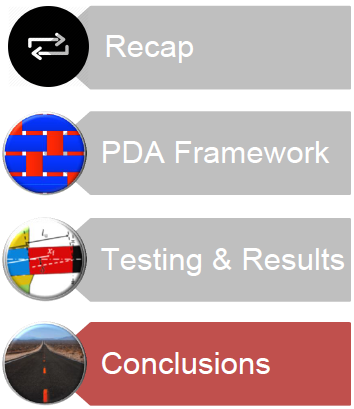 Recap
PDA Framework
Testing & Results
Conclusions